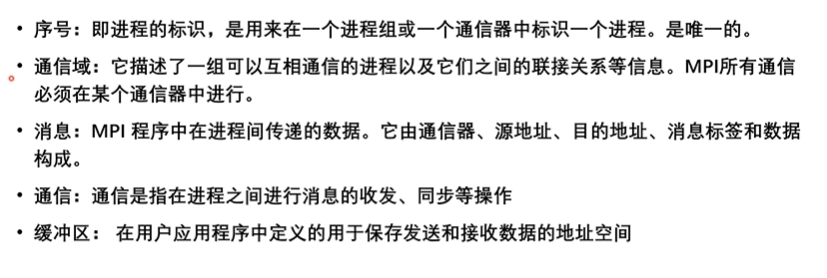 • 序号：即进程的标识，是用来在一个进程组或一个通信器中标识一个进程。是唯一的。
• 通信域：它描述了一组可以互相通信的进程以及它们之间的联接关系等信息。MPI所有通信
必须在某个通信器中进行。
• 消息：MPI 程序中在进程间传递的数据。它由通信器、源地址、目的地址、消息标签和数据
构成。
• 通信：通信是指在进程之间进行消息的收发、同步等操作
• 缓冲区： 在用户应用程序中定义的用于保存发送和接收数据的地址空间